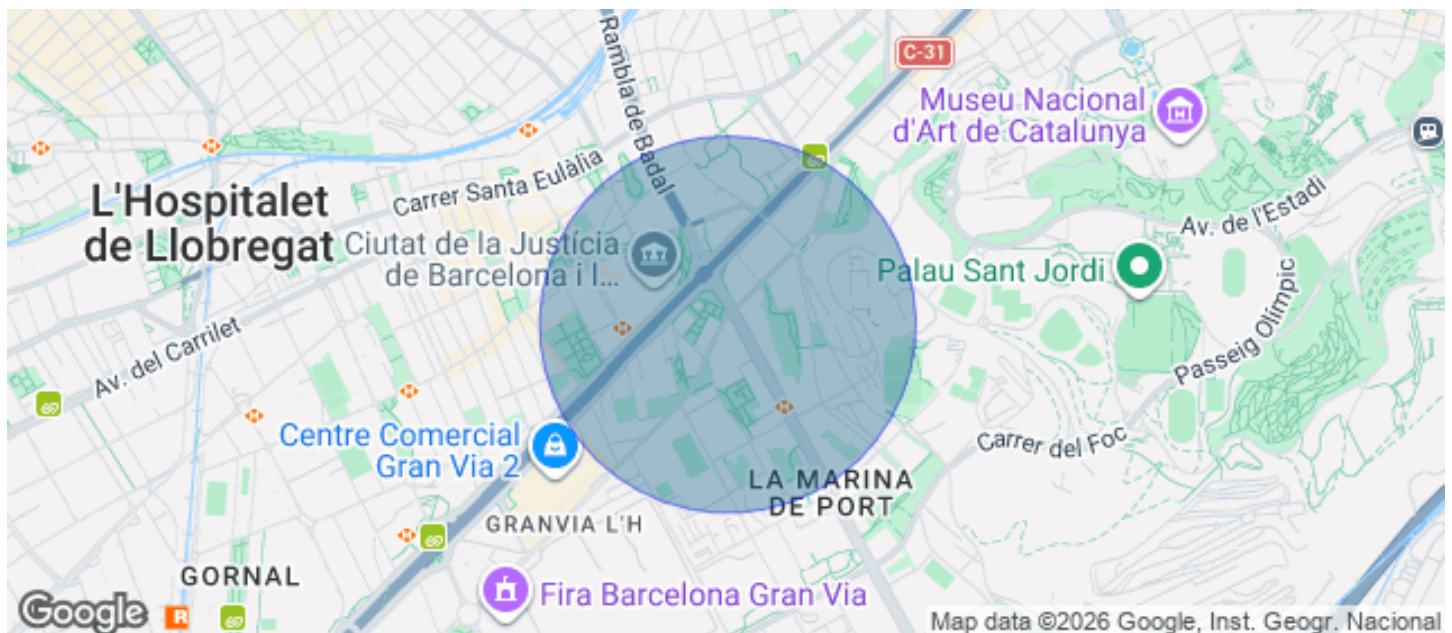 Rambla de Badal
C-31
Museu Nacional
d'Art de Catalunya
Carrer Santa Eulàlia
L'Hospitalet
de Llobregat
Ciutat de la Justícia
de Barcelona i l...
Av. de l'Estadi
Palau Sant Jordi
Av. del Carrilet
Passeig Olímpic
Centre Comercial
Gran Via 2
Carrer del Foc
LA MARINA
DE PORT
GRANVIA L'H
GORNAL
Fira Barcelona Gran Via
Google
R
Map data ©2026 Google, Inst. Geogr. Nacional